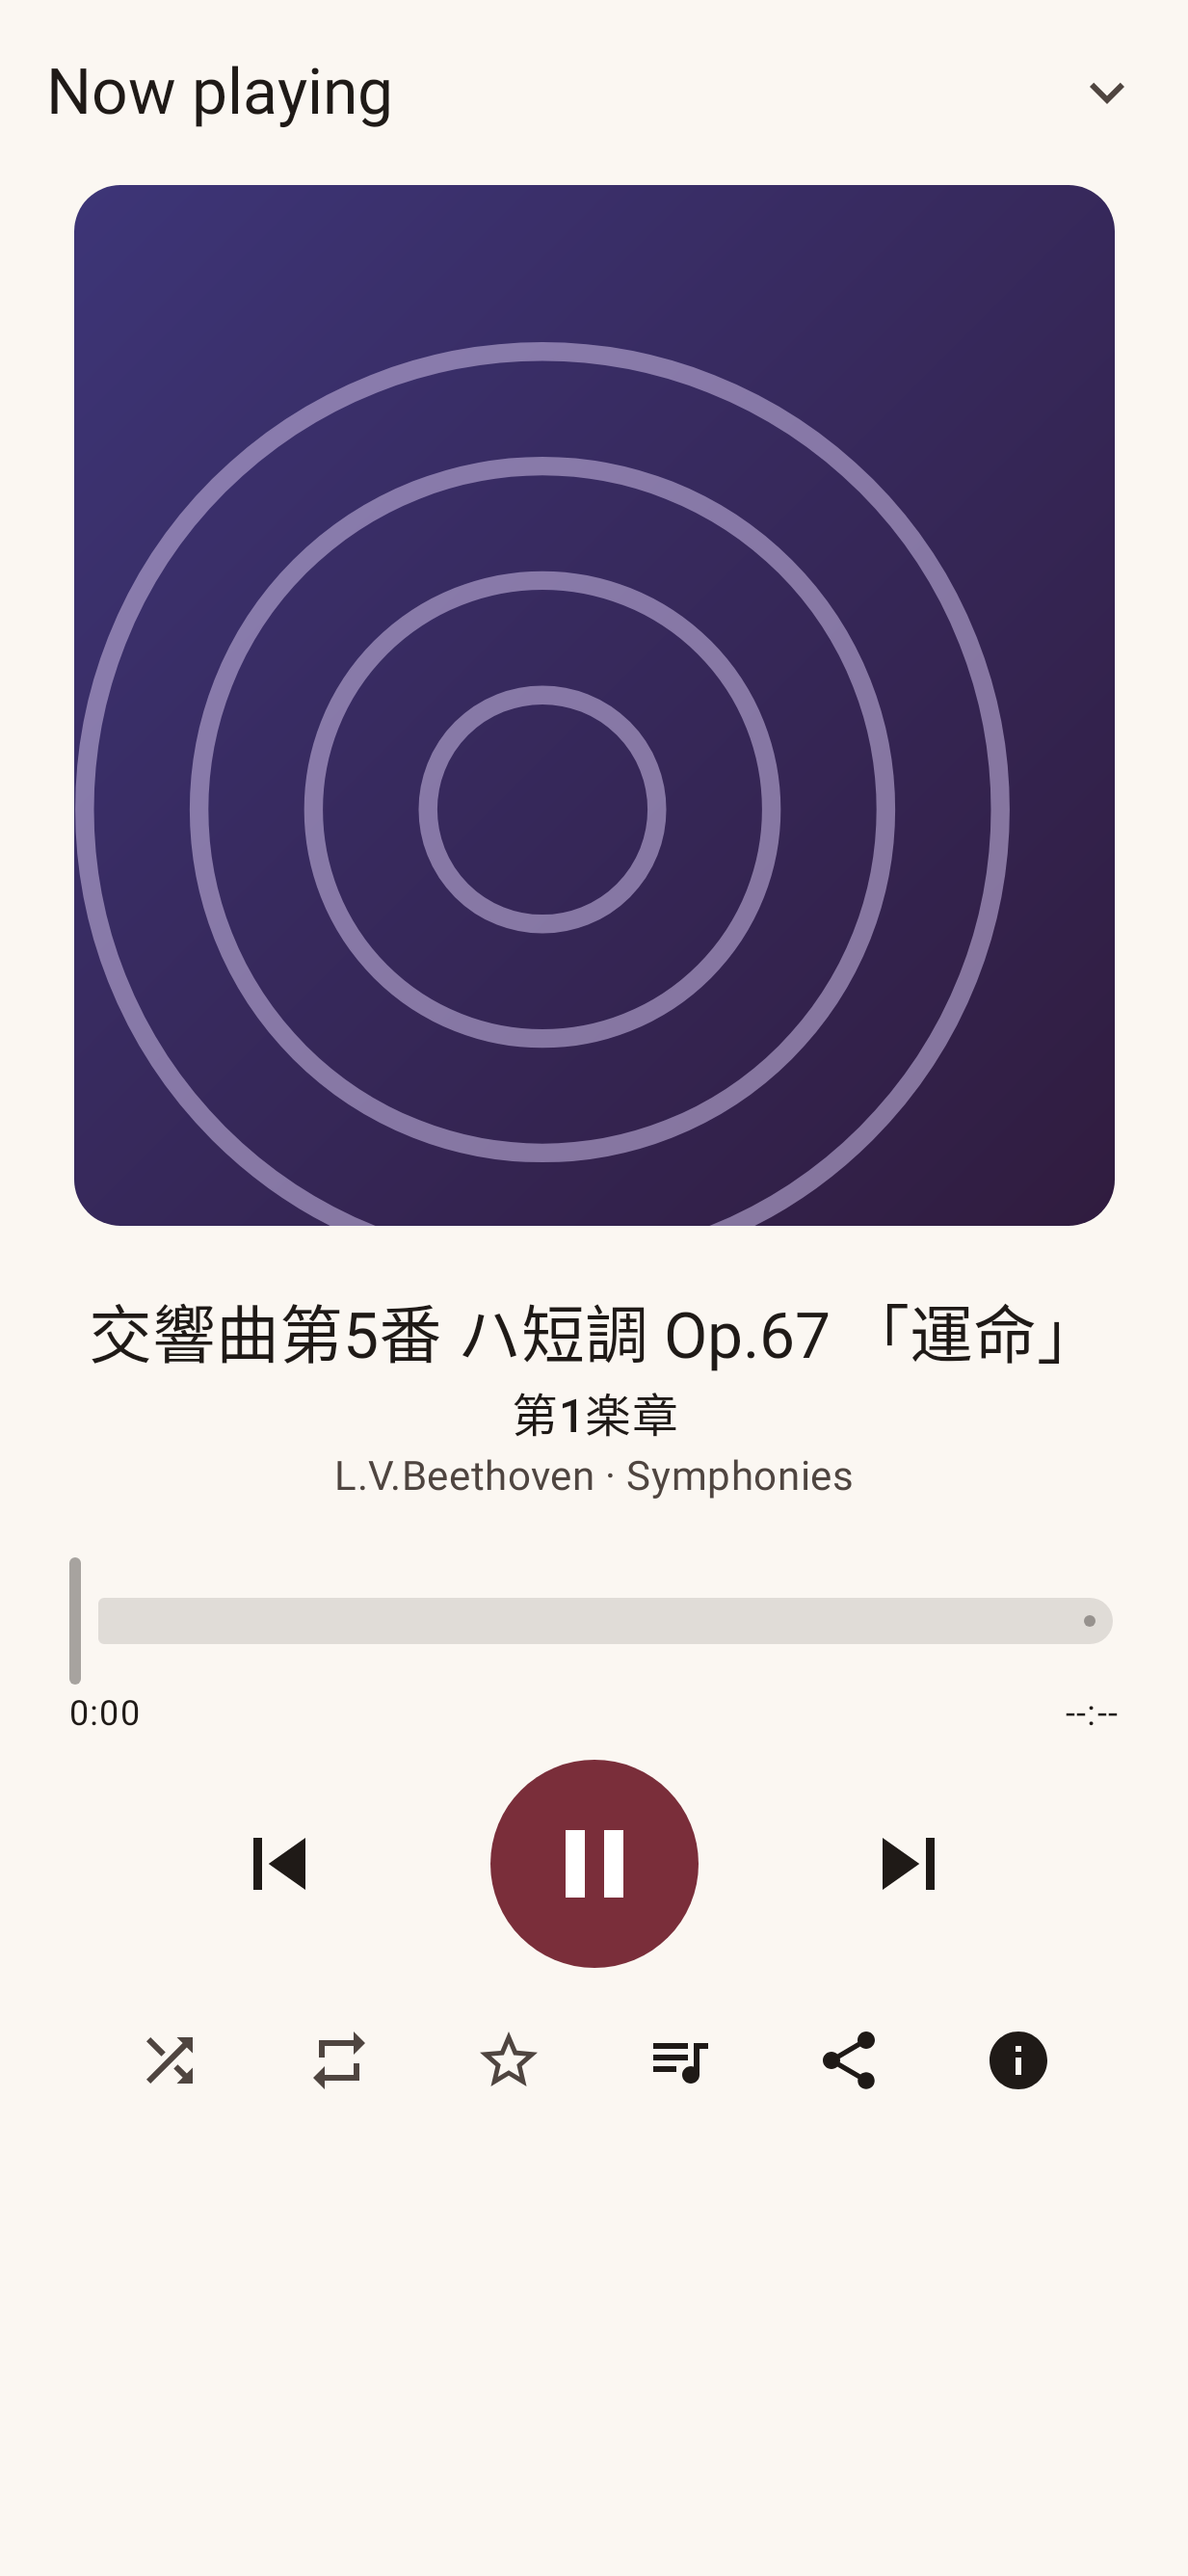 Now playing
交響曲第5番 ハ短調 Op.67 「運命」
第1楽章
L.V.Beethoven · Symphonies
0:00
--:--